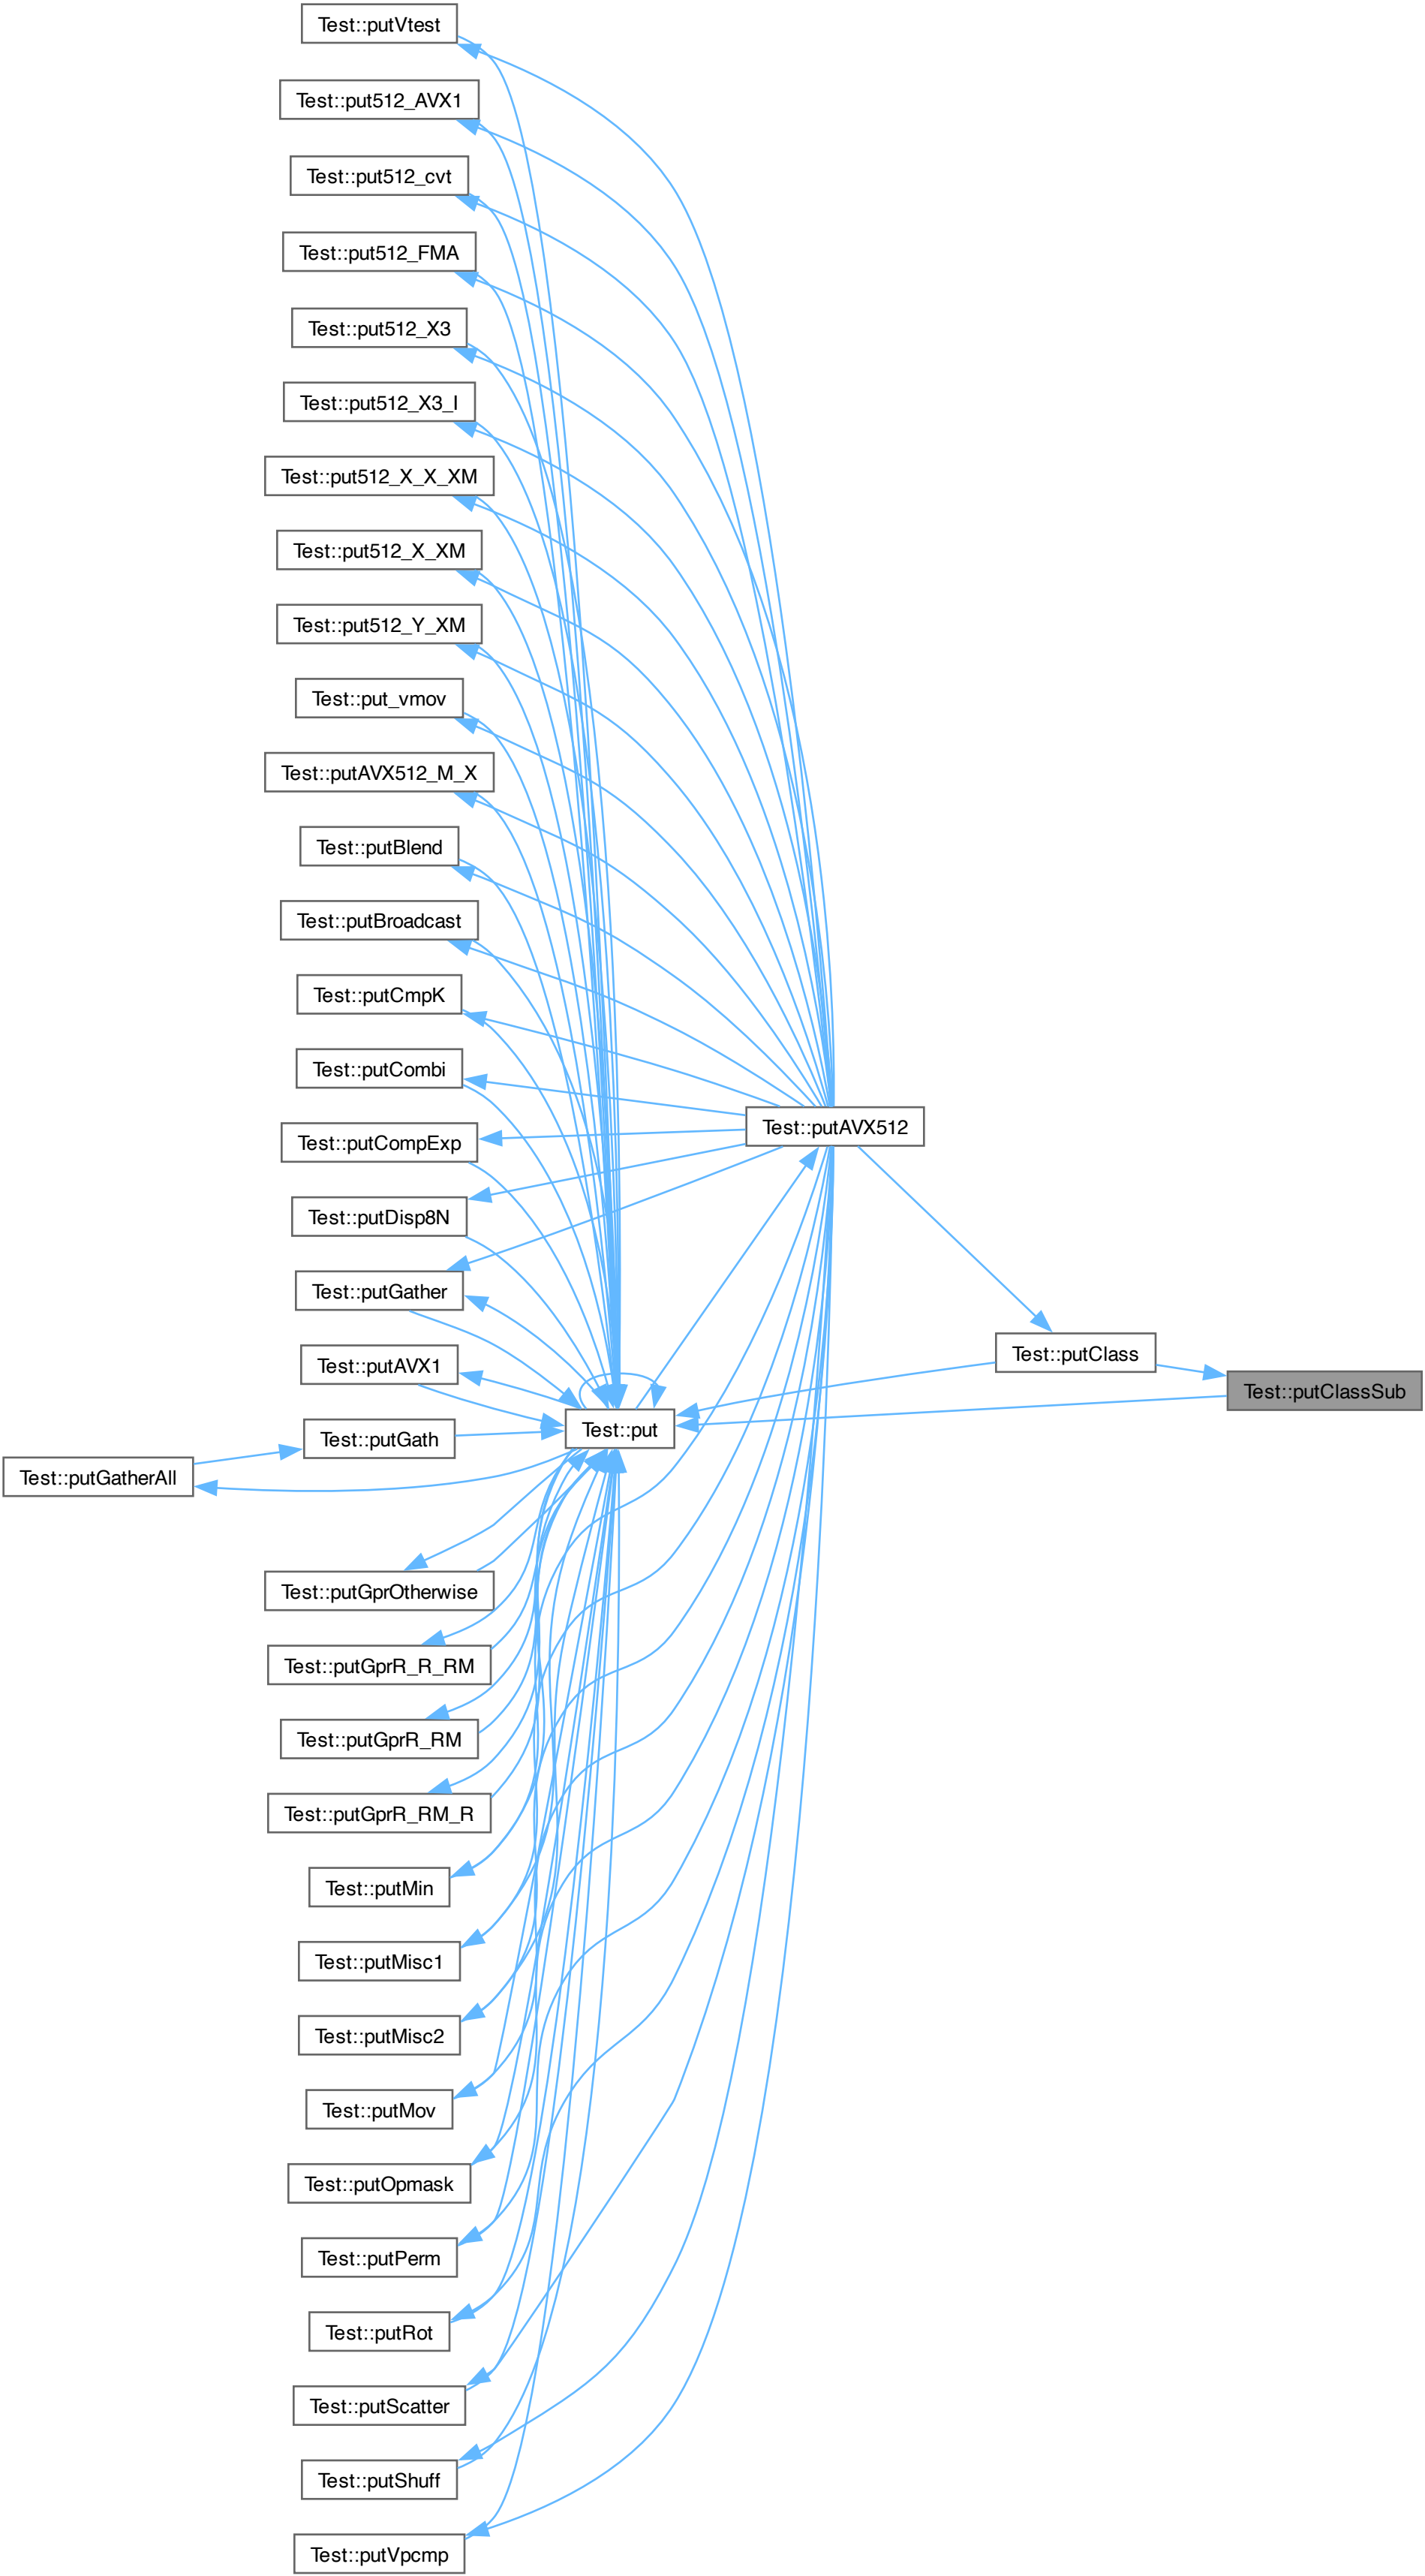 Test::putVtest
Test::put512_AVX1
Test::put512_cvt
Test::put512_FMA
Test::put512_X3
Test::put512_X3_I
Test::put512_X_X_XM
Test::put512_X_XM
Test::put512_Y_XM
Test::put_vmov
Test::putAVX512_M_X
Test::putBlend
Test::putBroadcast
Test::putCmpK
Test::putCombi
Test::putAVX512
Test::putCompExp
Test::putDisp8N
Test::putGather
Test::putClass
Test::putAVX1
Test::putClassSub
Test::put
Test::putGath
Test::putGatherAll
Test::putGprOtherwise
Test::putGprR_R_RM
Test::putGprR_RM
Test::putGprR_RM_R
Test::putMin
Test::putMisc1
Test::putMisc2
Test::putMov
Test::putOpmask
Test::putPerm
Test::putRot
Test::putScatter
Test::putShuff
Test::putVpcmp